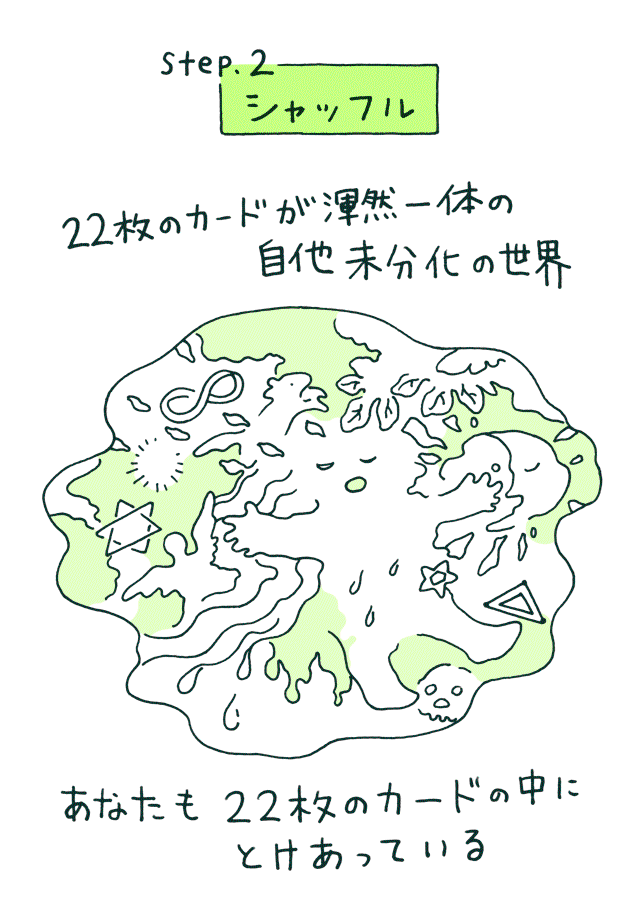 step.2
シャッフル
22枚のカードが渾然一体の
自他未分化の世界
あなたも22枚のカードの中に
とけあっている